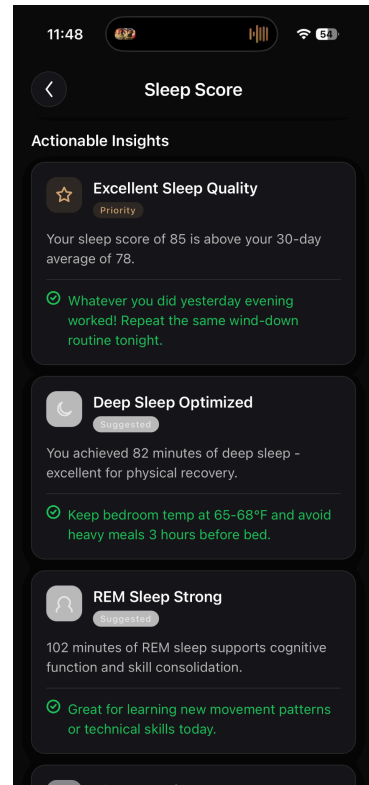 11:48
54
Sleep Score
Actionable Insights
Excellent Sleep Quality
Priority
Your sleep score of 85 is above your 30-day
average of 78.
Whatever you did yesterday evening
worked! Repeat the same wind-down
routine tonight.
Deep Sleep Optimized
Suggested
You achieved 82 minutes of deep sleep -
excellent for physical recovery.
Keep bedroom temp at 65-68°F and avoid
heavy meals 3 hours before bed.
REM Sleep Strong
Suggested
102 minutes of REM sleep supports cognitive
function and skill consolidation.
Great for learning new movement patterns
or technical skills today.